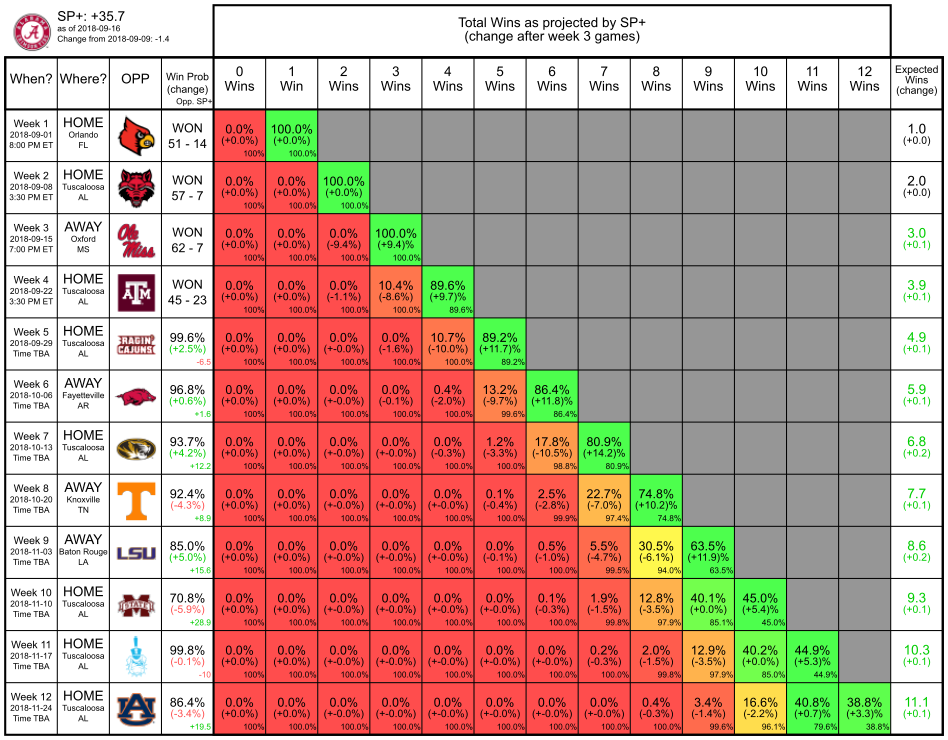 SP+: +35.7
as of 2018-09-16
Change from 2018-09-09: -1.4
Total Wins as projected by SP+
(change after week 3 games)
When? Where? OPP Win Prob (change) Opp. SP+ 0 Wins 1 Win 2 Wins 3 Wins 4 Wins 5 Wins 6 Wins 7 Wins 8 Wins 9 Wins 10 Wins 11 Wins 12 Wins Expected Wins (change)
Week 1 HOME WON 0.0% 100.0% 1.0
2018-09-01 Orlando 51 - 14 (+0.0%) (+0.0%) (+0.0)
8:00 PM ET FL 100% 100.0%
Week 2 HOME WON 0.0% 0.0% 100.0% 2.0
2018-09-08 Tuscaloosa 57 - 7 (+0.0%) (+0.0%) (+0.0%) (+0.0)
3:30 PM ET AL 100% 100.0% 100.0%
Week 3 AWAY Ole Miss WON 0.0% 0.0% 0.0% 100.0% 3.0
2018-09-15 Oxford 62 - 7 (+0.0%) (+0.0%) (-9.4%) (+9.4)% (+0.1)
7:00 PM ET MS 100% 100.0% 100.0% 100.0%
Week 4 HOME ATM WON 0.0% 0.0% 0.0% 10.4% 89.6% 3.9
2018-09-22 Tuscaloosa 45 - 23 (+0.0%) (+0.0%) (-1.1%) (-8.6%) (+9.7)% (+0.1)
3:30 PM ET AL 100% 100.0% 100.0% 100.0% 89.6%
Week 5 HOME RAGIN' CAJUNS 99.6% 0.0% 0.0% 0.0% 0.0% 10.7% 89.2% 4.9
2018-09-29 Tuscaloosa (+2.5%) (+0.0%) (+0.0%) (+-0.0%) (-1.6%) (-10.0%) (+11.7)% (+0.1)
Time TBA AL -6.5 100% 100.0% 100.0% 100.0% 100.0% 89.2%
Week 6 AWAY 96.8% 0.0% 0.0% 0.0% 0.0% 0.4% 13.2% 86.4% 5.9
2018-10-06 Fayetteville (+0.6%) (+0.0%) (+-0.0%) (+-0.0%) (-0.1%) (-2.0%) (-9.7%) (+11.8)% (+0.1)
Time TBA AR +1.6 100% 100.0% 100.0% 100.0% 100.0% 99.6% 86.4%
Week 7 HOME 93.7% 0.0% 0.0% 0.0% 0.0% 0.0% 1.2% 17.8% 80.9% 6.8
2018-10-13 Tuscaloosa (+4.2%) (+0.0%) (+-0.0%) (+-0.0%) (+-0.0%) (-0.3%) (-3.3%) (-10.5%) (+14.2)% (+0.2)
Time TBA AL +12.2 100% 100.0% 100.0% 100.0% 100.0% 100.0% 98.8% 80.9%
Week 8 AWAY T 92.4% 0.0% 0.0% 0.0% 0.0% 0.0% 0.1% 2.5% 22.7% 74.8% 7.7
2018-10-20 Knoxville (-4.3%) (+0.0%) (+-0.0%) (+-0.0%) (+-0.0%) (+-0.0%) (-0.4%) (-2.8%) (-7.0%) (+10.2)% (+0.1)
Time TBA TN +8.9 100% 100.0% 100.0% 100.0% 100.0% 100.0% 99.9% 97.4% 74.8%
Week 9 AWAY LSU 85.0% 0.0% 0.0% 0.0% 0.0% 0.0% 0.0% 0.5% 5.5% 30.5% 63.5% 8.6
2018-11-03 Baton Rouge (+5.0%) (+0.0%) (+-0.0%) (+-0.0%) (+-0.0%) (+-0.0%) (-0.1%) (-1.0%) (-4.7%) (-6.1%) (+11.9)% (+0.2)
Time TBA LA +15.6 100% 100.0% 100.0% 100.0% 100.0% 100.0% 100.0% 99.5% 94.0% 63.5%
Week 10 HOME STATE 70.8% 0.0% 0.0% 0.0% 0.0% 0.0% 0.0% 0.1% 1.9% 12.8% 40.1% 45.0% 9.3
2018-11-10 Tuscaloosa (-5.9%) (+0.0%) (+-0.0%) (+-0.0%) (+-0.0%) (+-0.0%) (+-0.0%) (-0.3%) (-1.5%) (-3.5%) (+0.0)% (+5.4)% (+0.1)
Time TBA AL +28.9 100% 100.0% 100.0% 100.0% 100.0% 100.0% 100.0% 99.8% 97.9% 85.1% 45.0%
Week 11 HOME 99.8% 0.0% 0.0% 0.0% 0.0% 0.0% 0.0% 0.0% 0.2% 2.0% 12.9% 40.2% 44.9% 10.3
2018-11-17 Tuscaloosa (-0.1%) (+0.0%) (+0.0%) (+-0.0%) (+-0.0%) (+-0.0%) (+-0.0%) (+-0.0%) (-0.3%) (-1.5%) (-3.5%) (+0.0)% (+5.3)% (+0.1)
Time TBA AL -10 100% 100.0% 100.0% 100.0% 100.0% 100.0% 100.0% 100.0% 99.8% 97.9% 85.0% 44.9%
Week 12 HOME AU 86.4% 0.0% 0.0% 0.0% 0.0% 0.0% 0.0% 0.0% 0.0% 0.4% 3.4% 16.6% 40.8% 38.8% 11.1
2018-11-24 Tuscaloosa (-3.4%) (+0.0%) (+0.0%) (+-0.0%) (+-0.0%) (+-0.0%) (+-0.0%) (+-0.0%) (+-0.0%) (-0.3%) (-1.4%) (-2.2%) (+0.7)% (+3.3)% (+0.1)
Time TBA AL +19.5 100% 100.0% 100.0% 100.0% 100.0% 100.0% 100.0% 100.0% 100.0% 99.6% 96.1% 79.6% 38.8%